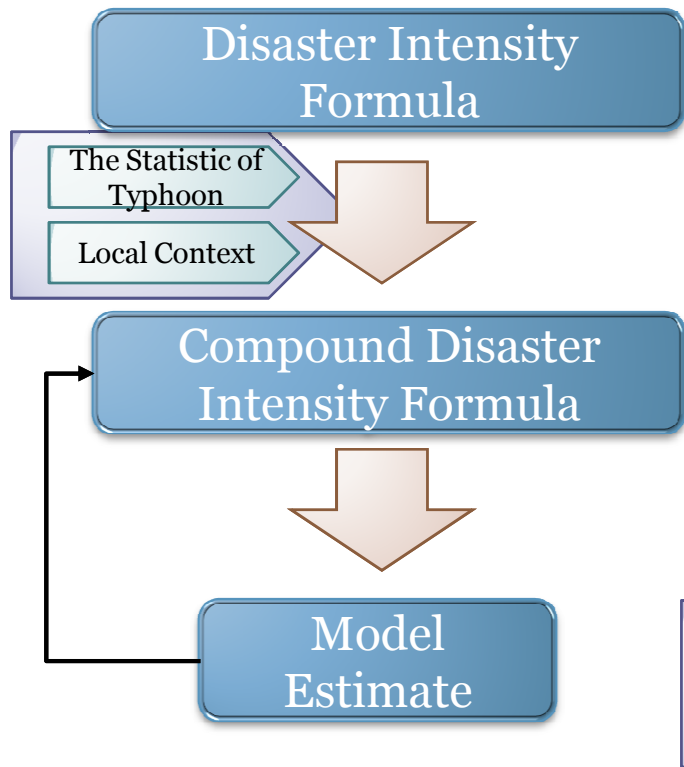 Disaster Intensity
Formula
The Statistic of
Typhoon
Local Context
Compound Disaster
Intensity Formula
Model
Estimate